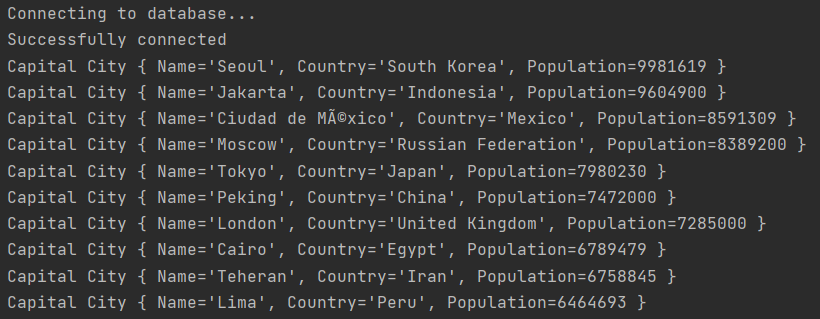 Connecting to database...
Successfully connected
Capital City { Name='Seoul', Country='South Korea', Population=9981619 }
Capital City { Name='Jakarta', Country='Indonesia', Population=9604900 }
Capital City { Name='Ciudad de MÃ©xico', Country='Mexico', Population=8591309 }
Capital City { Name='Moscow', Country='Russian Federation', Population=8389200 }
Capital City { Name='Tokyo', Country='Japan', Population=7980230 }
Capital City { Name='Peking', Country='China', Population=7472000 }
Capital City { Name='London', Country='United Kingdom', Population=7285000 }
Capital City { Name='Cairo', Country='Egypt', Population=6789479 }
Capital City { Name='Teheran', Country='Iran', Population=6758845 }
Capital City { Name='Lima', Country='Peru', Population=6464693 }